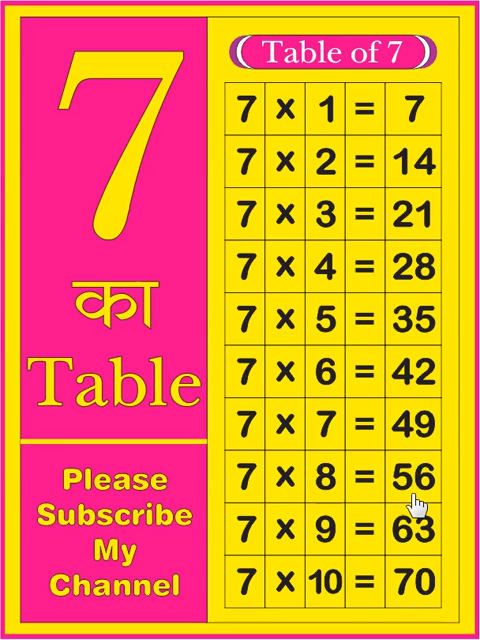 7
का
Table
Please
Subscribe
My
Channel
Table of 7
7 × 1 = 7
7 × 2 = 14
7 × 3 = 21
7 × 4 = 28
7 × 5 = 35
7 × 6 = 42
7 × 7 = 49
7 × 8 = 56
7 × 9 = 63
7 × 10 = 70